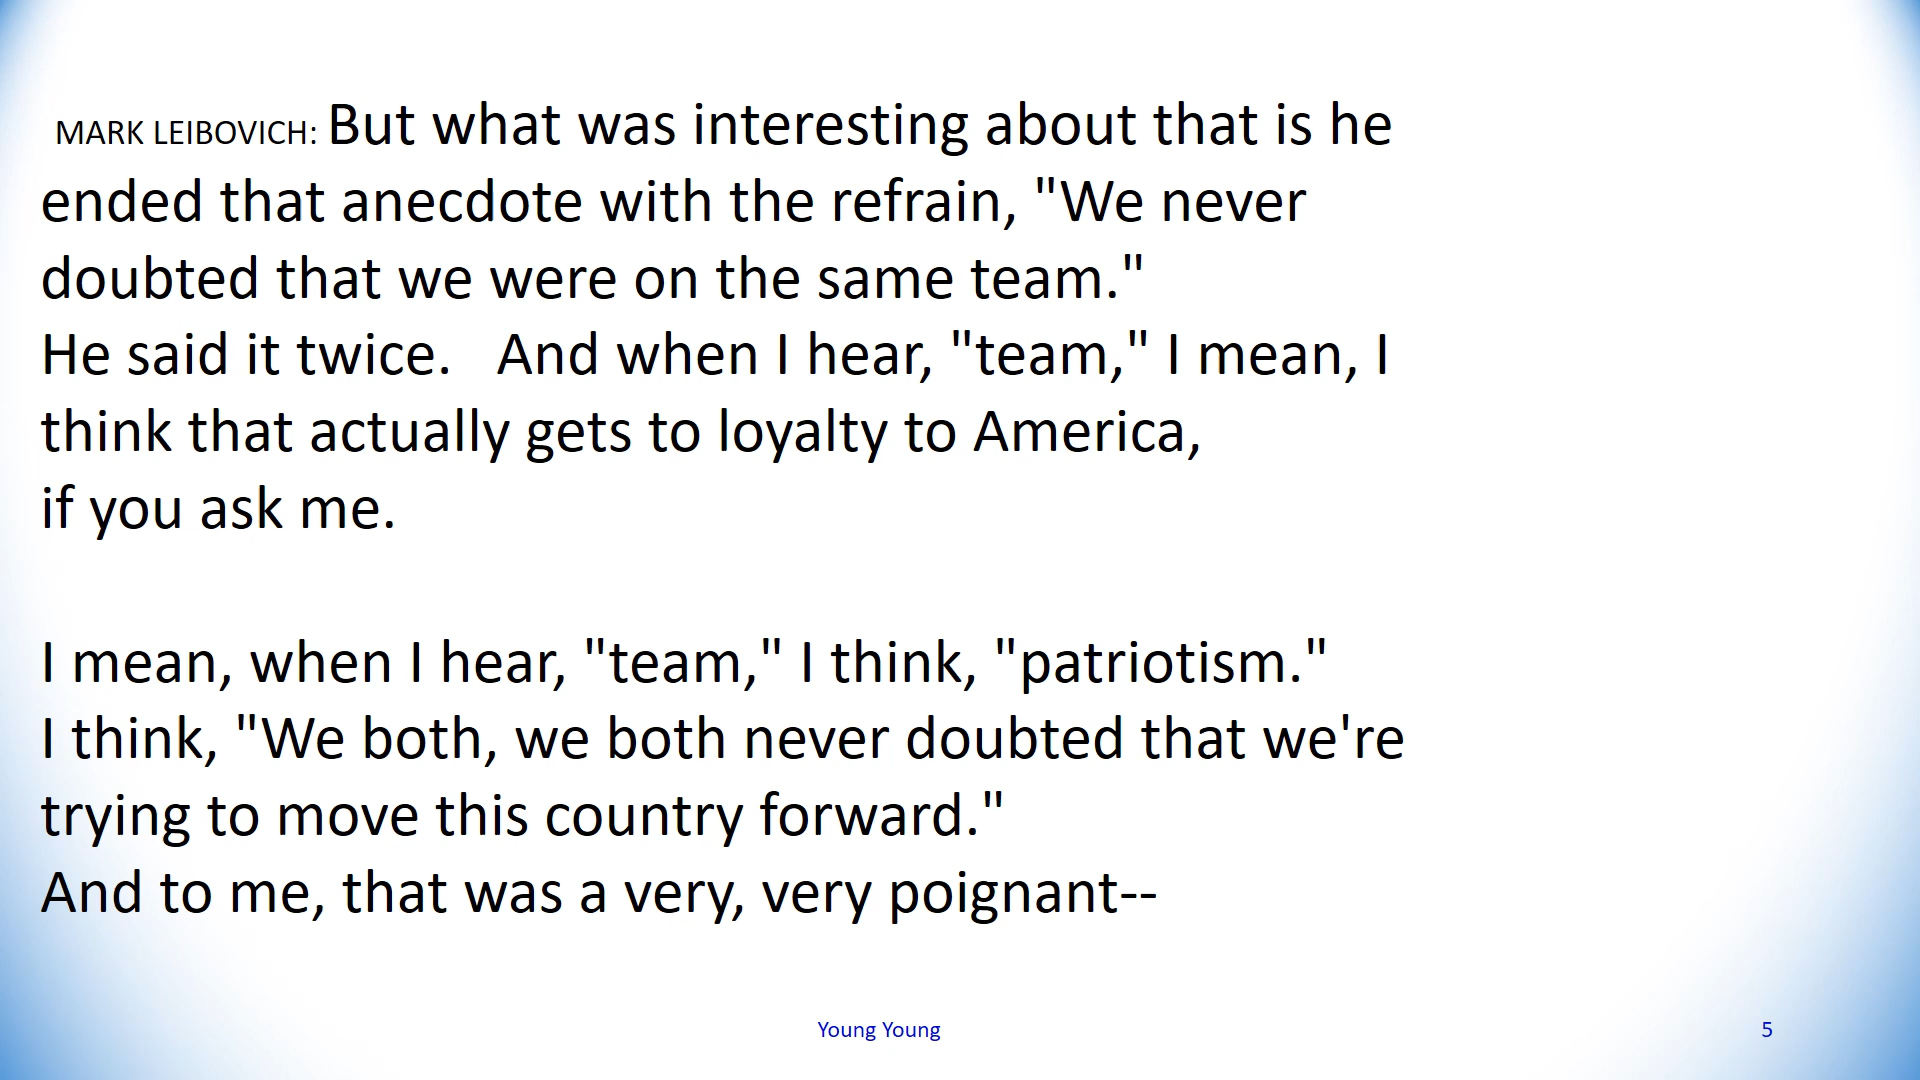 MARK LEIBOVICH: But what was interesting about that is he
ended that anecdote with the refrain, "We never
doubted that we were on the same team."
He said it twice.   And when I hear, "team," I mean, I
think that actually gets to loyalty to America,
if you ask me.
I mean, when I hear, "team," I think, "patriotism."
I think, "We both, we both never doubted that we're
trying to move this country forward."
And to me, that was a very, very poignant--
Young Young
5